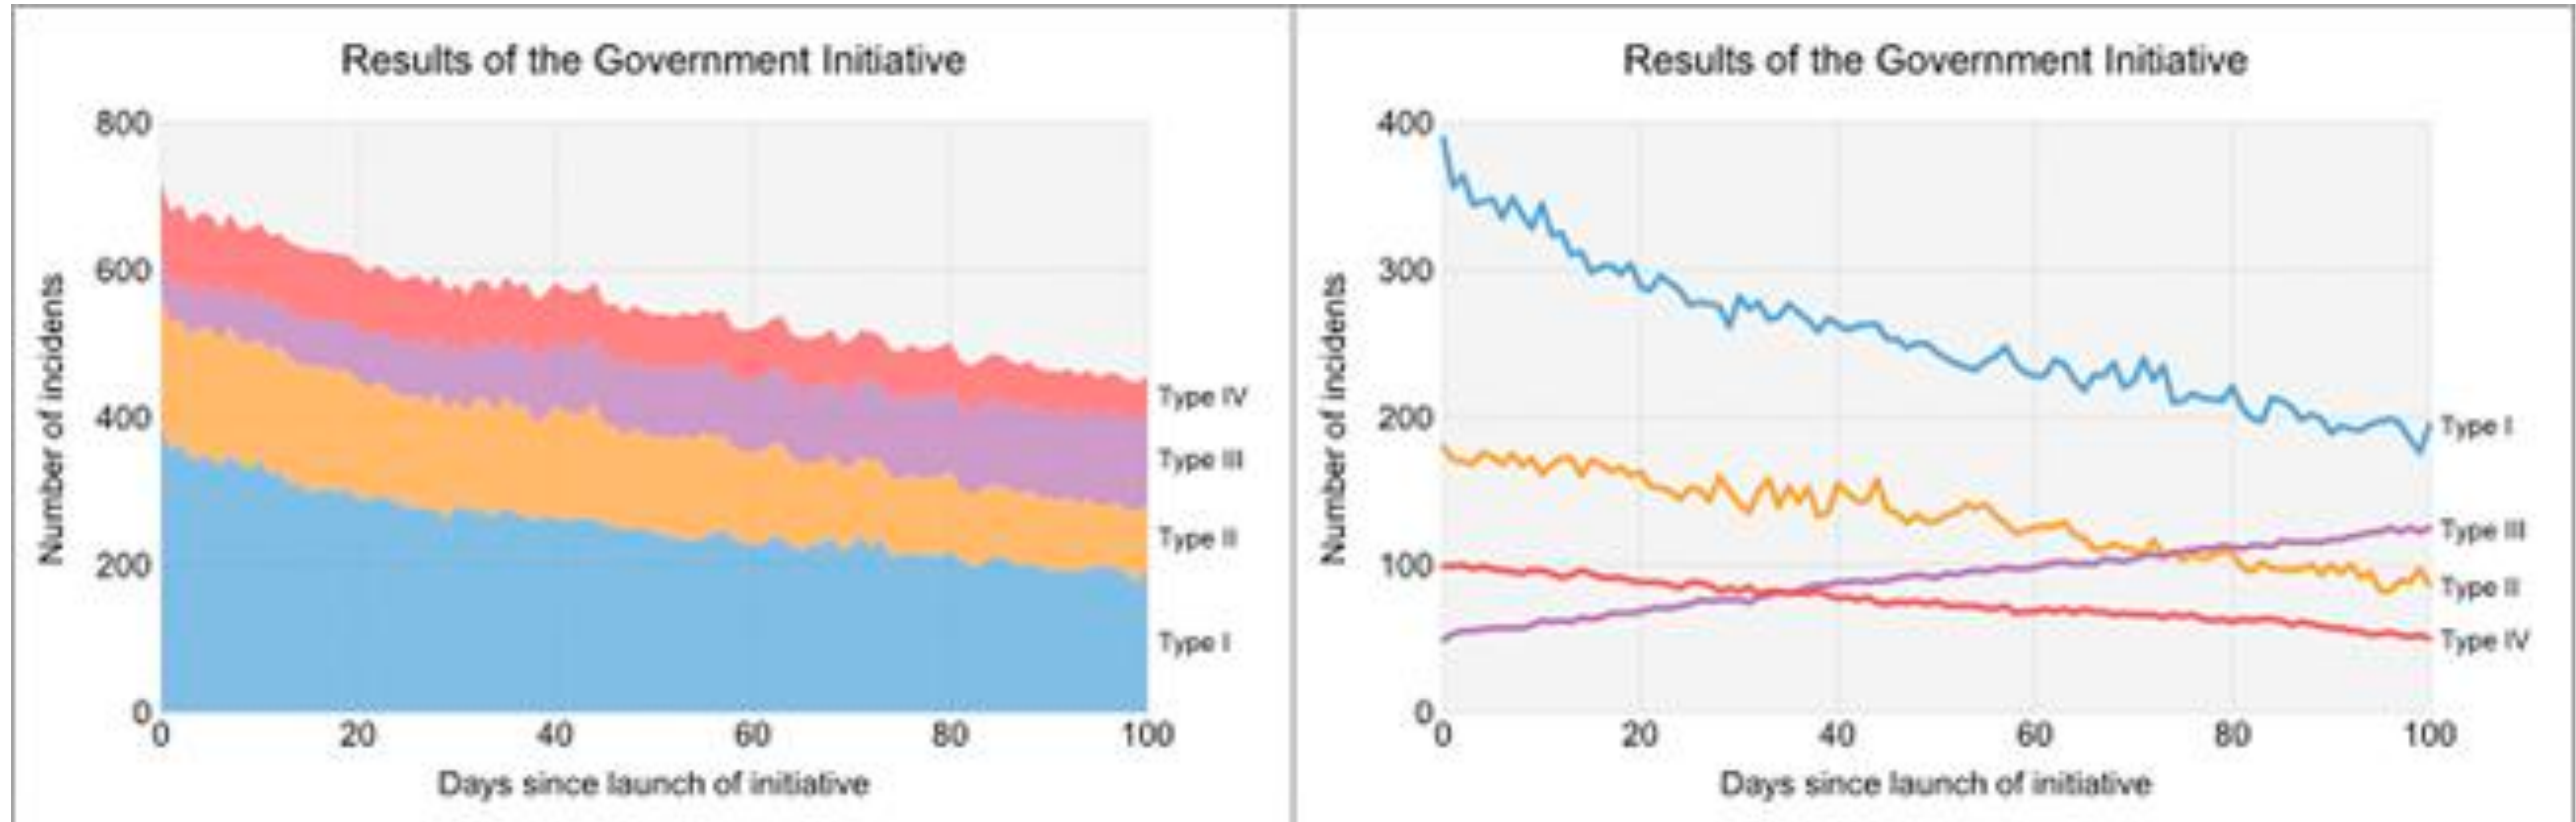 Results of the Government Initiative
800
600
400
200
0
Number of incidents
0 20 40 60 80 100
Days since launch of initiative
Type IV
Type III
Type II
Type I
Results of the Government Initiative
400
300
200
100
0
Number of incidents
0 20 40 60 80 100
Days since launch of initiative
Type I
Type III
Type II
Type IV